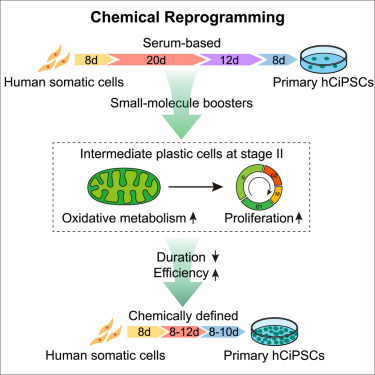 Chemical Reprogramming
Serum-based
8d 20d 12d 8d
Human somatic cells Primary hCiPSCs
Small-molecule boosters
Intermediate plastic cells at stage II
S G2 M G1
Oxidative metabolism Proliferation
Duration
Efficiency
Chemically defined
8d 8-12d 8-10d
Human somatic cells Primary hCiPSCs